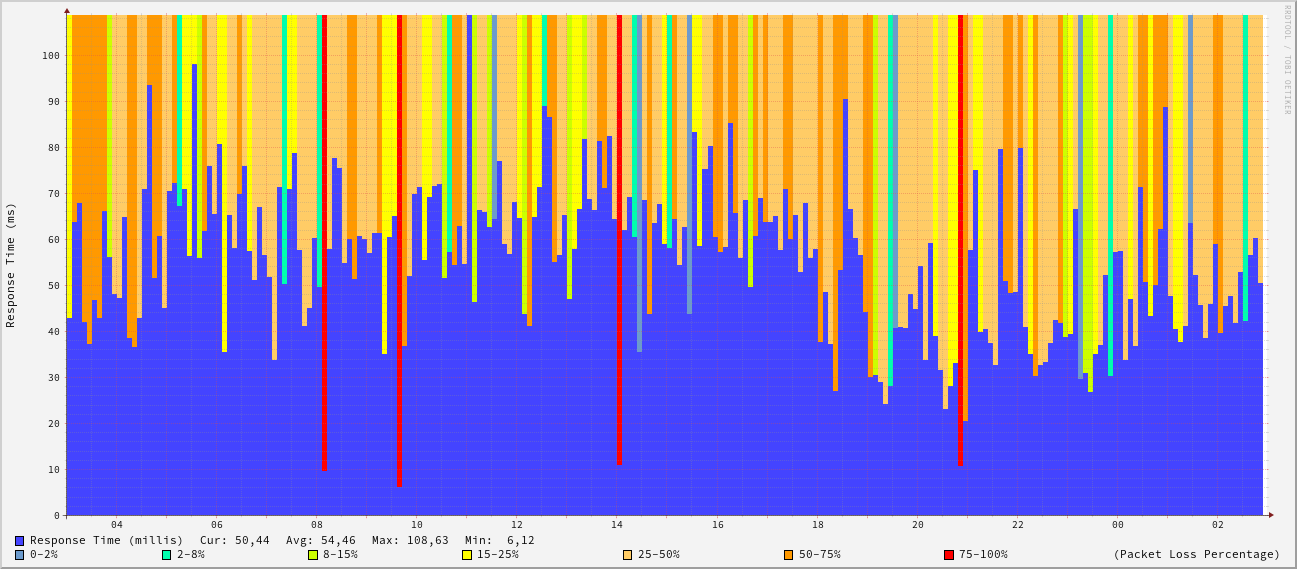 RRDTOOL / TOBI OETIKER
Response Time (ms)
100
90
80
70
60
50
40
30
20
10
0
04 06 08 10 12 14 16 18 20 22 00 02
Response Time (millis) Cur: 50,44 Avg: 54,46 Max: 108,63 Min: 6,12
0-2% 2-8% 8-15% 15-25% 25-50% 50-75% 75-100% (Packet Loss Percentage)